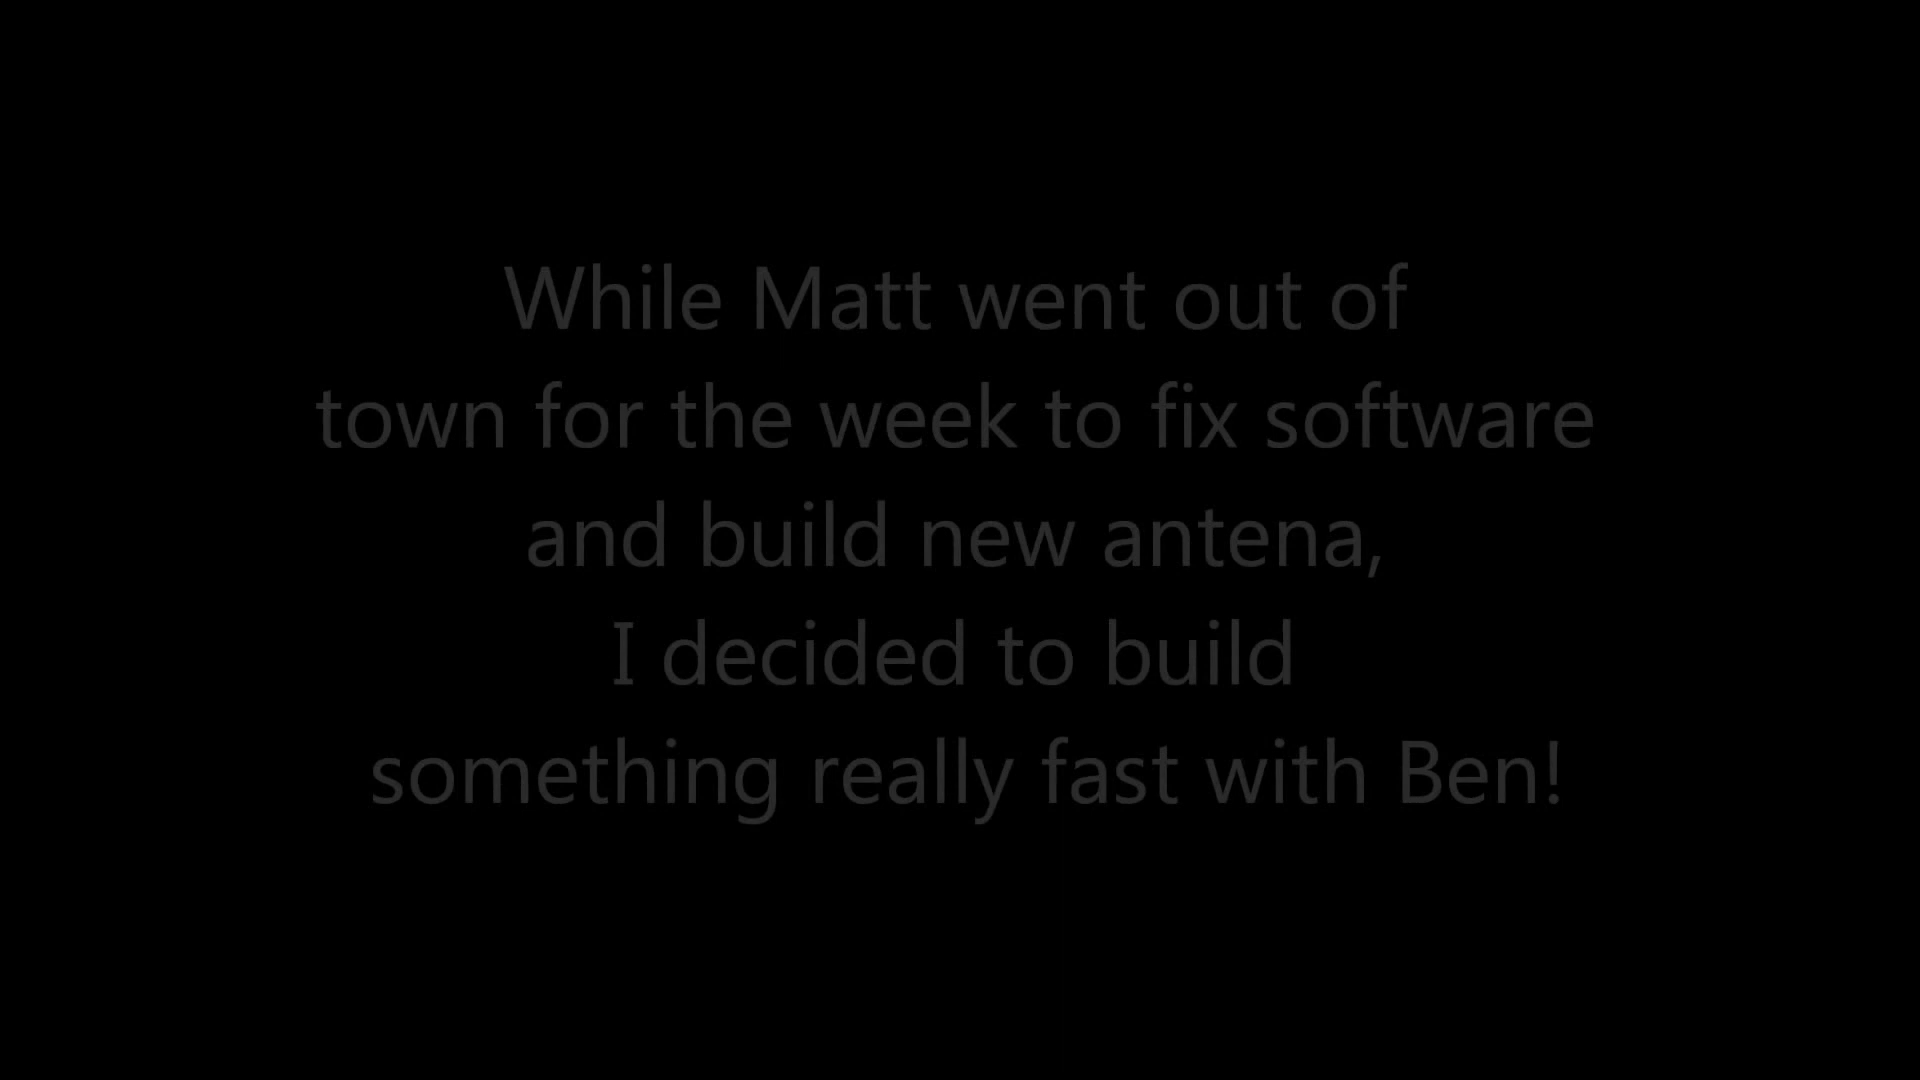 While Matt went out of
town for the week to fix software
and build new antena,
I decided to build
something really fast with Ben!